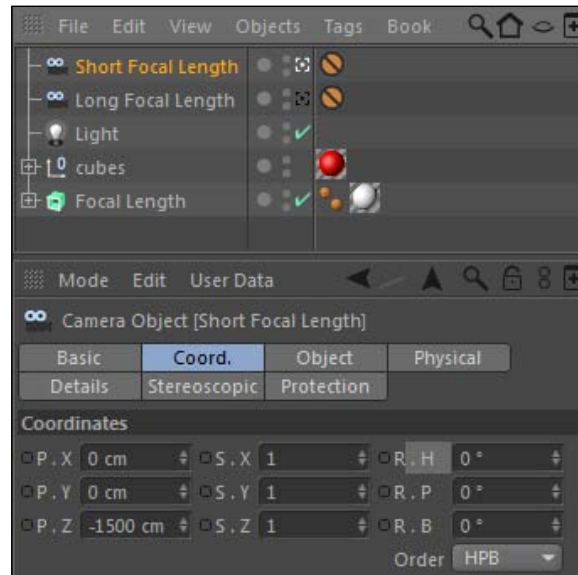 File Edit View Objects Tags Book
Short Focal Length
Long Focal Length
Light
0 cubes
Focal Length
Mode Edit User Data
Camera Object [Short Focal Length]
Basic Coord. Object Physical
Details Stereoscopic Protection
Coordinates
P . X 0 cm S . X 1 R . H 0 °
P . Y 0 cm S . Y 1 R . P 0 °
P . Z -1500 cm S . Z 1 R . B 0 °
Order HPB